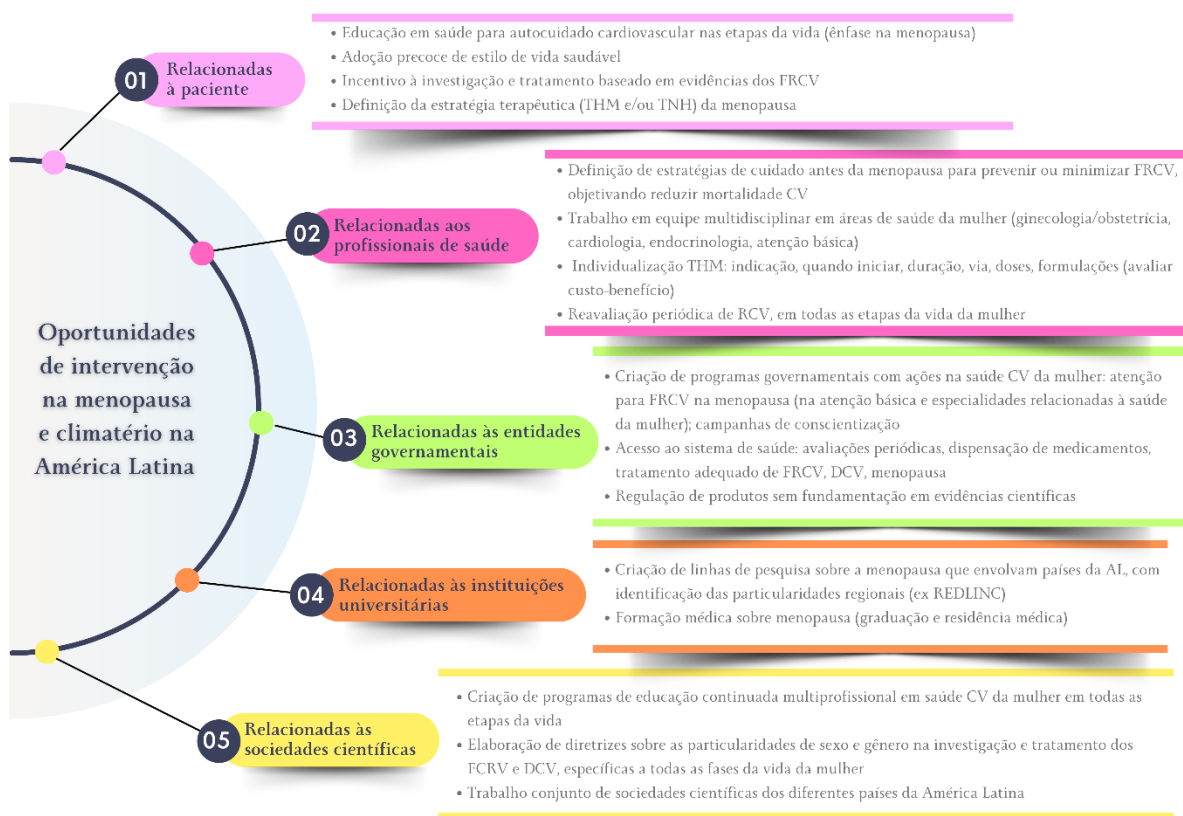 Oportunidades
de intervenção
na menopausa
e climatério na
América Latina
01
Relacionadas
à paciente
• Educação em saúde para autocuidado cardiovascular nas etapas da vida (ênfase na menopausa)
• Adoção precoce de estilo de vida saudável
• Incentivo à investigação e tratamento baseado em evidências dos FRCV
• Definição da estratégia terapêutica (THM e/ou TNH) da menopausa
02
Relacionadas aos
profissionais de saúde
• Definição de estratégias de cuidado antes da menopausa para prevenir ou minimizar FRCV,
objetivando reduzir mortalidade CV
• Trabalho em equipe multidisciplinar em áreas de saúde da mulher (ginecologia/obstetrícia,
cardiologia, endocrinologia, atenção básica)
• Individualização THM: indicação, quando iniciar, duração, via, doses, formulações (avaliar
custo-benefício)
• Reavaliação periódica de RCV, em todas as etapas da vida da mulher
03
Relacionadas às entidades
governamentais
• Criação de programas governamentais com ações na saúde CV da mulher: atenção
para FRCV na menopausa (na atenção básica e especialidades relacionadas à saúde
da mulher); campanhas de conscientização
• Acesso ao sistema de saúde: avaliações periódicas, dispensação de medicamentos,
tratamento adequado de FRCV, DCV, menopausa
• Regulação de produtos sem fundamentação em evidências científicas
04
Relacionadas às instituições
universitárias
• Criação de linhas de pesquisa sobre a menopausa que envolvam países da AL, com
identificação das particularidades regionais (ex REDLINC)
• Formação médica sobre menopausa (graduação e residência médica)
05
Relacionadas às
sociedades científicas
• Criação de programas de educação continuada multiprofissional em saúde CV da mulher em todas as
etapas da vida
• Elaboração de diretrizes sobre as particularidades de sexo e gênero na investigação e tratamento dos
FCRV e DCV, específicas a todas as fases da vida da mulher
• Trabalho conjunto de sociedades científicas dos diferentes países da América Latina